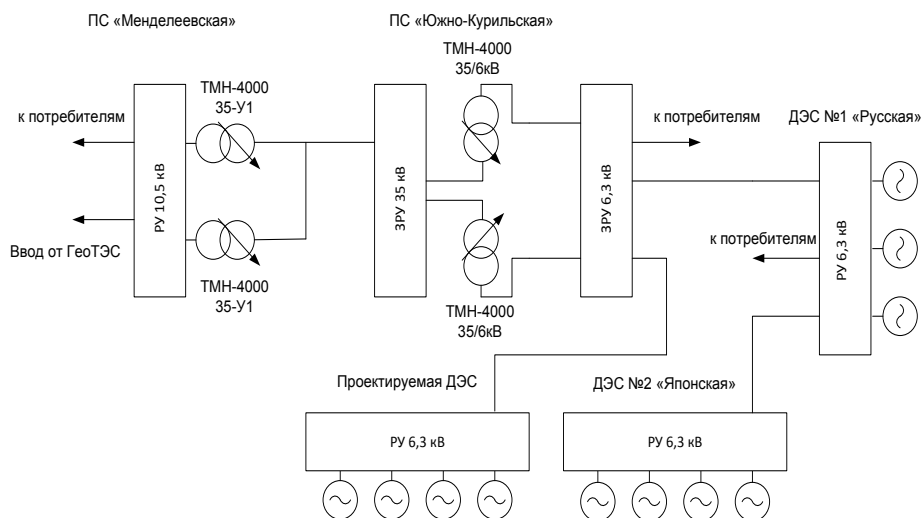 ПС «Менделеевская»
ПС «Южно-Курильская»
ТМН-4000
35/6кВ
ТМН-4000
35-У1
к потребителям
к потребителям
ДЭС №1 «Русская»
РУ 10,5 кВ
ЗРУ 35 кВ
ЗРУ 6,3 кВ
РУ 6,3 кВ
к потребителям
Ввод от ГеоТЭС
ТМН-4000
35-У1
ТМН-4000
35/6кВ
Проектируемая ДЭС
ДЭС №2 «Японская»
РУ 6,3 кВ
РУ 6,3 кВ